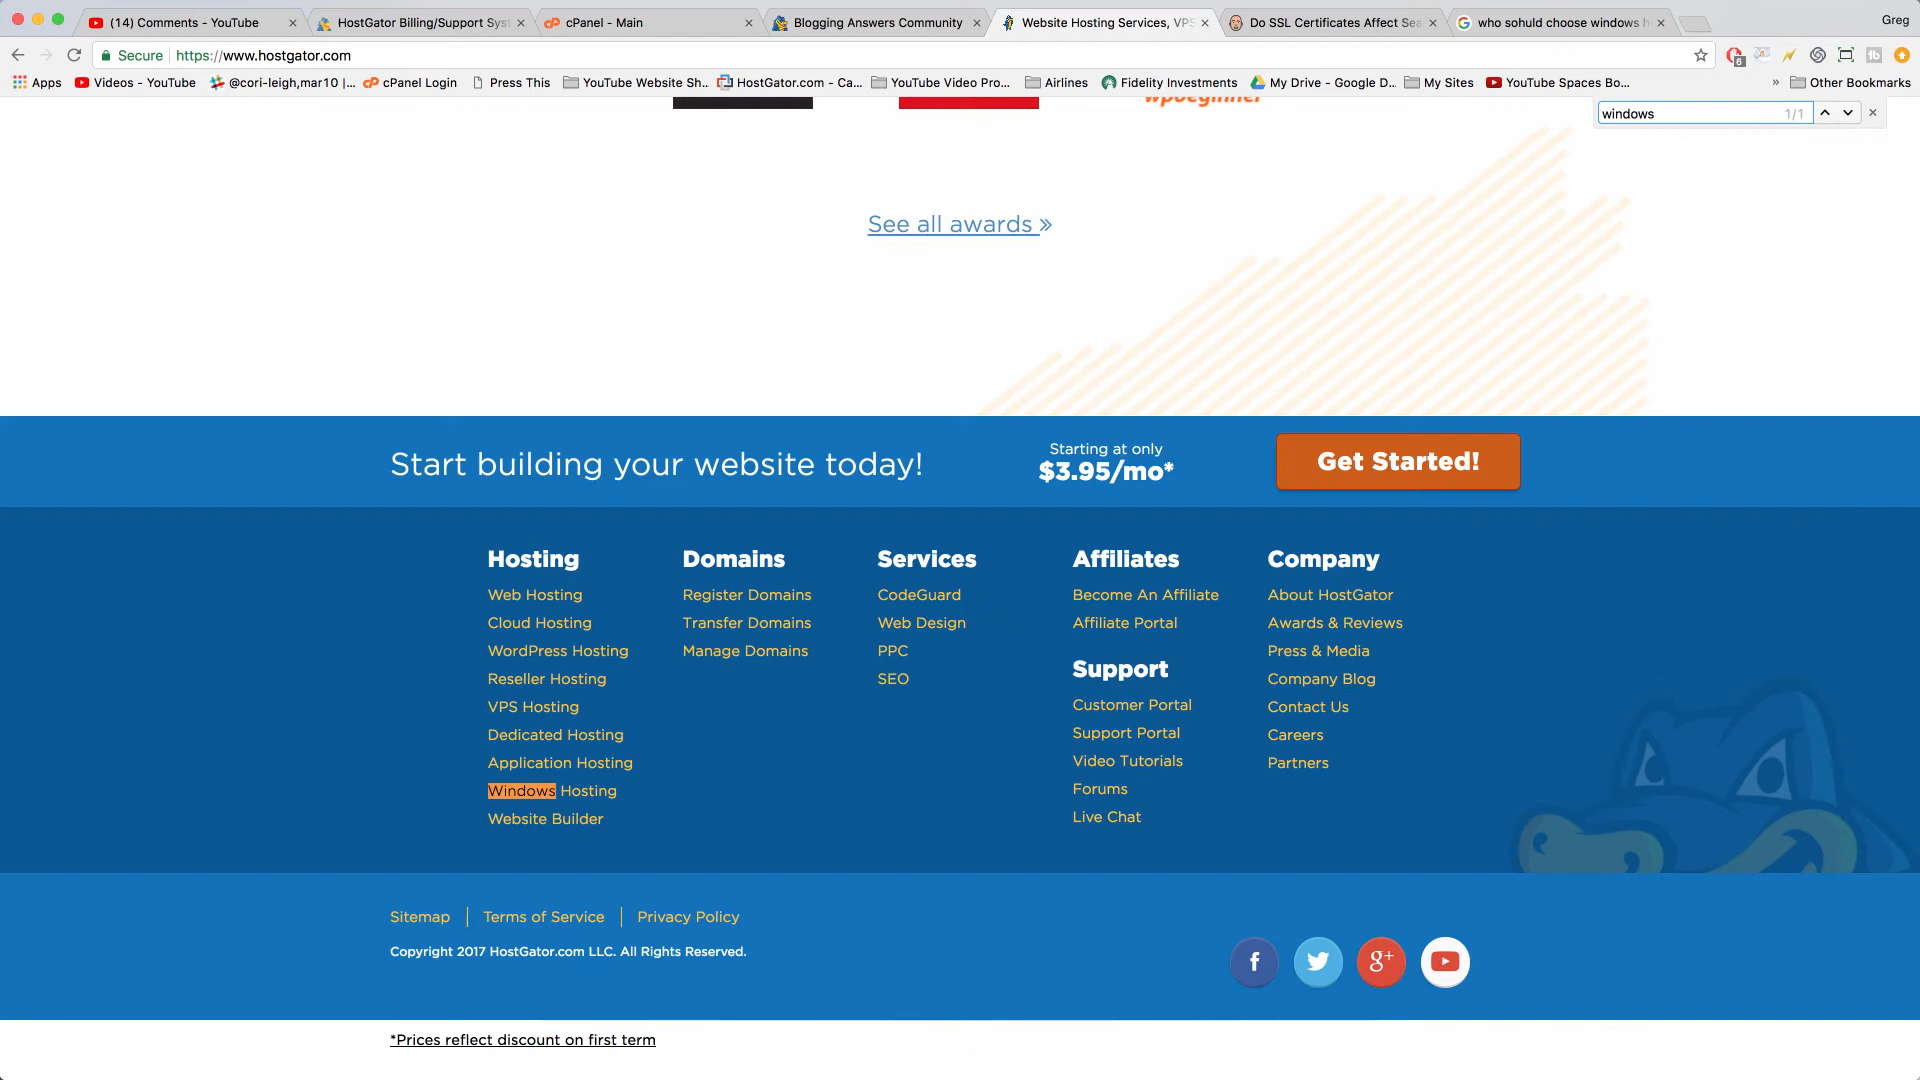 (14) Comments - YouTube
HostGator Billing/Support Sys
cPanel - Main
Blogging Answers Community
Website Hosting Services, VPS
Do SSL Certificates Affect Sea
who sohuld choose windows h
Greg
Secure
https://www.hostgator.com
6
Apps
Videos - YouTube
@cori-leigh,mar10 |...
cPanel Login
Press This
YouTube Website Sh...
HostGator.com - Ca...
YouTube Video Pro...
Airlines
Fidelity Investments
My Drive - Google D...
My Sites
YouTube Spaces Bo...
»
Other Bookmarks
windows
1/1
wpbeginner
See all awards »
Start building your website today!
Starting at only
$3.95/mo*
Get Started!
Hosting
Web Hosting
Cloud Hosting
WordPress Hosting
Reseller Hosting
VPS Hosting
Dedicated Hosting
Application Hosting
Windows Hosting
Website Builder
Domains
Register Domains
Transfer Domains
Manage Domains
Services
CodeGuard
Web Design
PPC
SEO
Affiliates
Become An Affiliate
Affiliate Portal
Support
Customer Portal
Support Portal
Video Tutorials
Forums
Live Chat
Company
About HostGator
Awards & Reviews
Press & Media
Company Blog
Contact Us
Careers
Partners
Sitemap
Terms of Service
Privacy Policy
Copyright 2017 HostGator.com LLC. All Rights Reserved.
*Prices reflect discount on first term